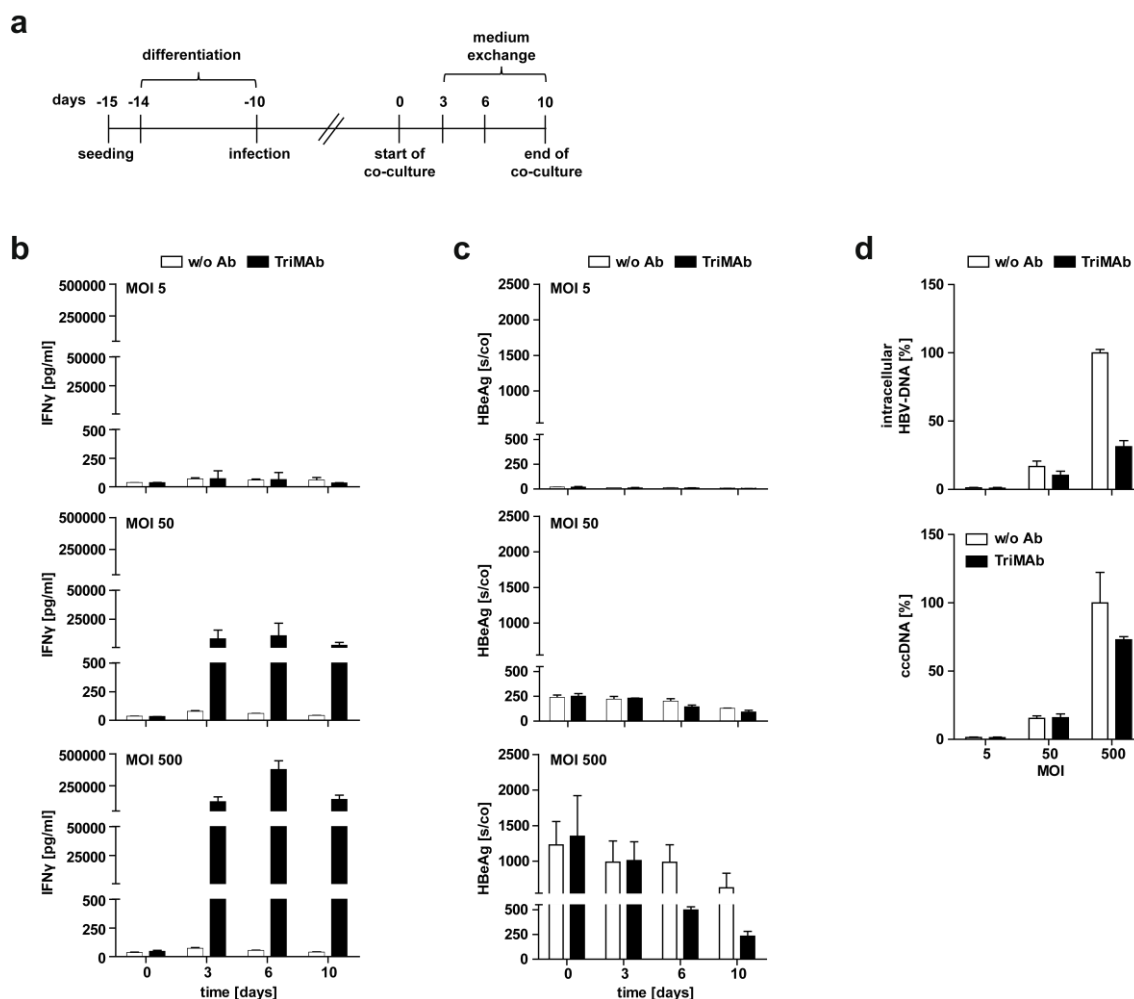 a
differentiation
medium
exchange
days -15 -14 -10 0 3 6 10
seeding infection start of
co-culture end of
co-culture
b
w/o Ab TriMAb
MOI 5
IFNγ [pg/ml]
500000
250000
50000
25000
500
250
0
MOI 50
IFNγ [pg/ml]
500000
250000
50000
25000
500
250
0
MOI 500
IFNγ [pg/ml]
500000
250000
50000
25000
500
250
0
0 3 6 10
time [days]
c
w/o Ab TriMAb
MOI 5
HBeAg [s/co]
2500
2000
1500
1000
500
250
0
MOI 50
HBeAg [s/co]
2500
2000
1500
1000
500
250
0
MOI 500
HBeAg [s/co]
2500
2000
1500
1000
500
250
0
0 3 6 10
time [days]
d
w/o Ab TriMAb
intracellular
HBV-DNA [%]
150
100
50
0
w/o Ab
TriMAb
cccDNA [%]
150
100
50
0
5 50 500
MOI